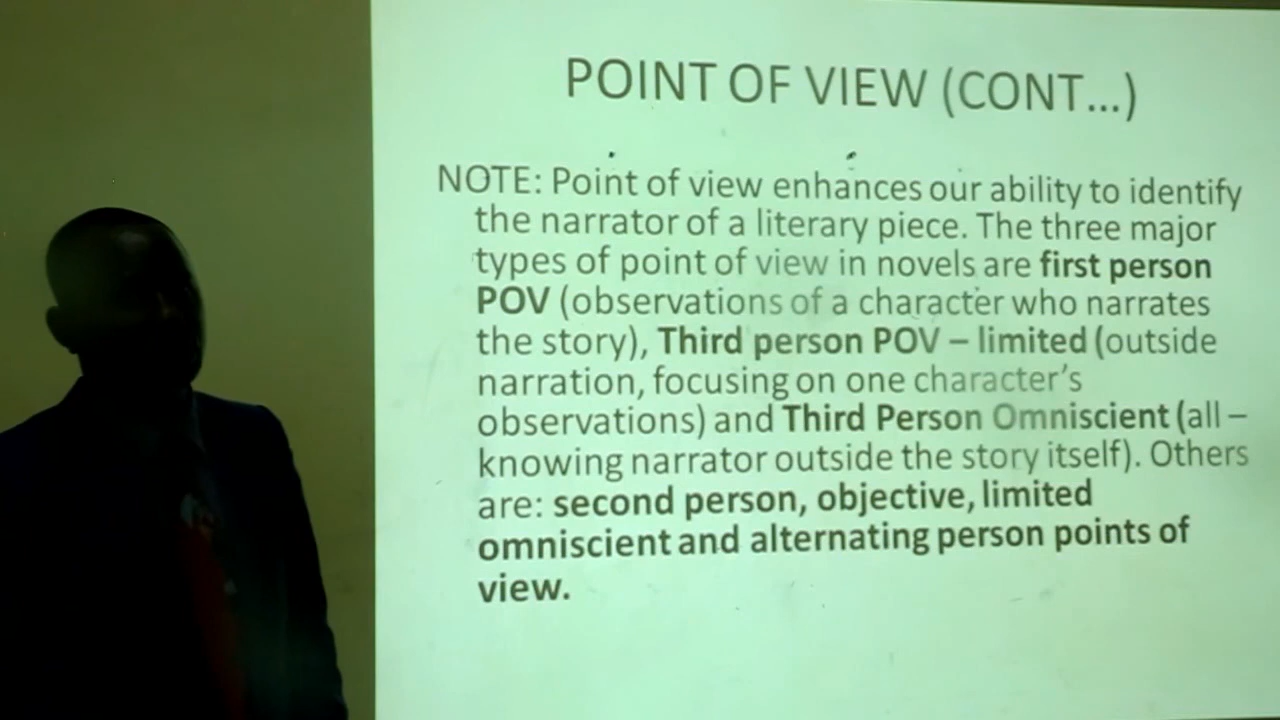 POINT OF VIEW (CONT...)
NOTE: Point of view enhances our ability to identify
the narrator of a literary piece. The three major
types of point of view in novels are first person
POV (observations of a character who narrates
the story), Third person POV – limited (outside
narration, focusing on one character's
observations) and Third Person Omniscient (all –
knowing narrator outside the story itself). Others
are: second person, objective, limited
omniscient and alternating person points of
view.